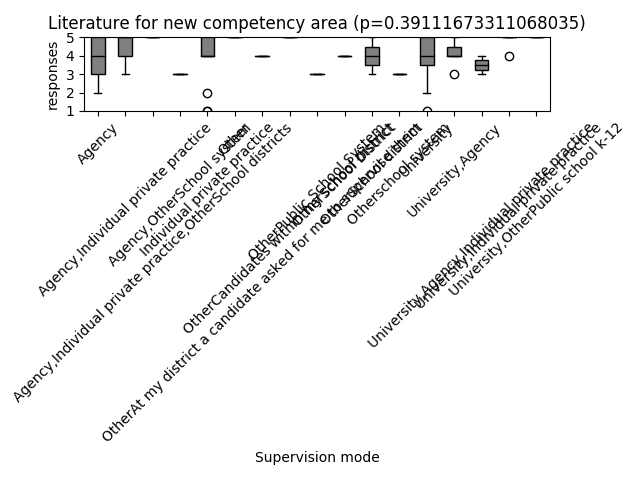 Literature for new competency area (p=0.39111673311068035)
responses
5
4
3
2
1
Agency
Agency,Individual private practice
Agency,Individual private practice,OtherSchool districts
Agency,OtherSchool system
Individual private practice
Other
OtherAt my district a candidate asked for me to supervise them
OtherCandidates within my school district
OtherPublic School System
OtherSchool District
OtherSchool district
Otherschool system
University
University,Agency
University,Agency,Individual private practice
University,Individual private practice
University,OtherPublic school k-12
Supervision mode